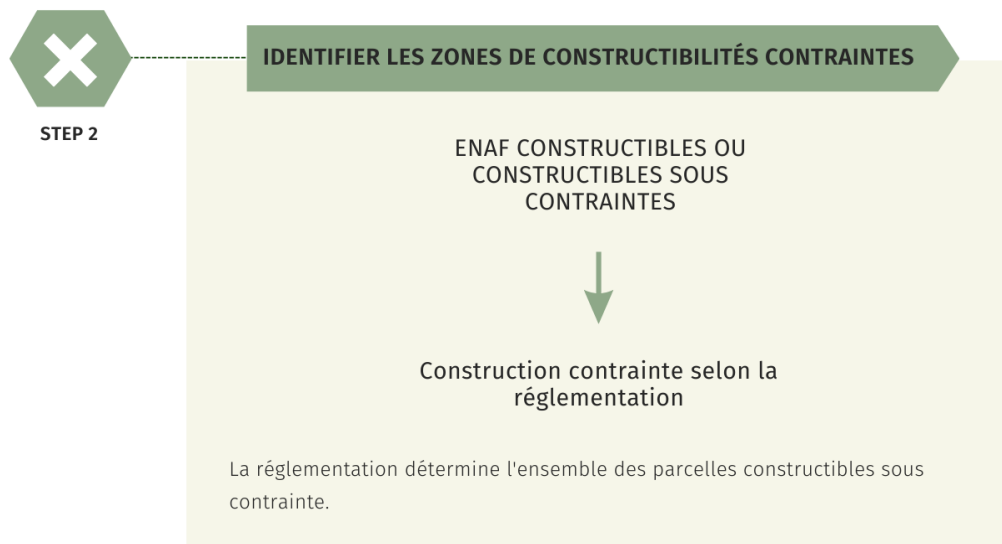 IDENTIFIER LES ZONES DE CONSTRUCTIBILITÉS CONTRAINTES
STEP 2
ENAF CONSTRUCTIBLES OU
CONSTRUCTIBLES SOUS
CONTRAINTES
Construction contrainte selon la
réglementation
La réglementation détermine l'ensemble des parcelles constructibles sous
contrainte.